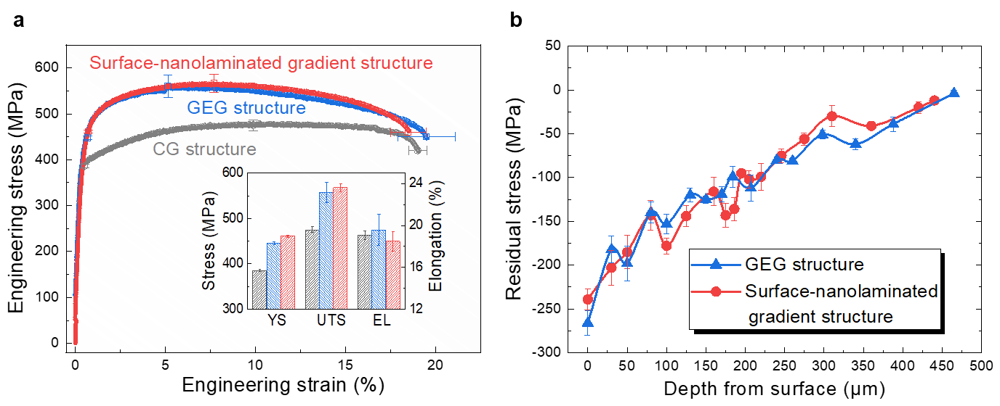 a
Engineering stress (MPa)
600
500
400
300
200
100
0
Surface-nanolaminated gradient structure
GEG structure
CG structure
Stress (MPa)
600
500
400
300
YS
UTS
EL
24
20
16
12
Elongation (%)
0
5
10
15
20
Engineering strain (%)
b
Residual stress (MPa)
50
0
-50
-100
-150
-200
-250
-300
GEG structure
Surface-nanolaminated
gradient structure
0
50
100
150
200
250
300
350
400
450
500
Depth from surface (μm)